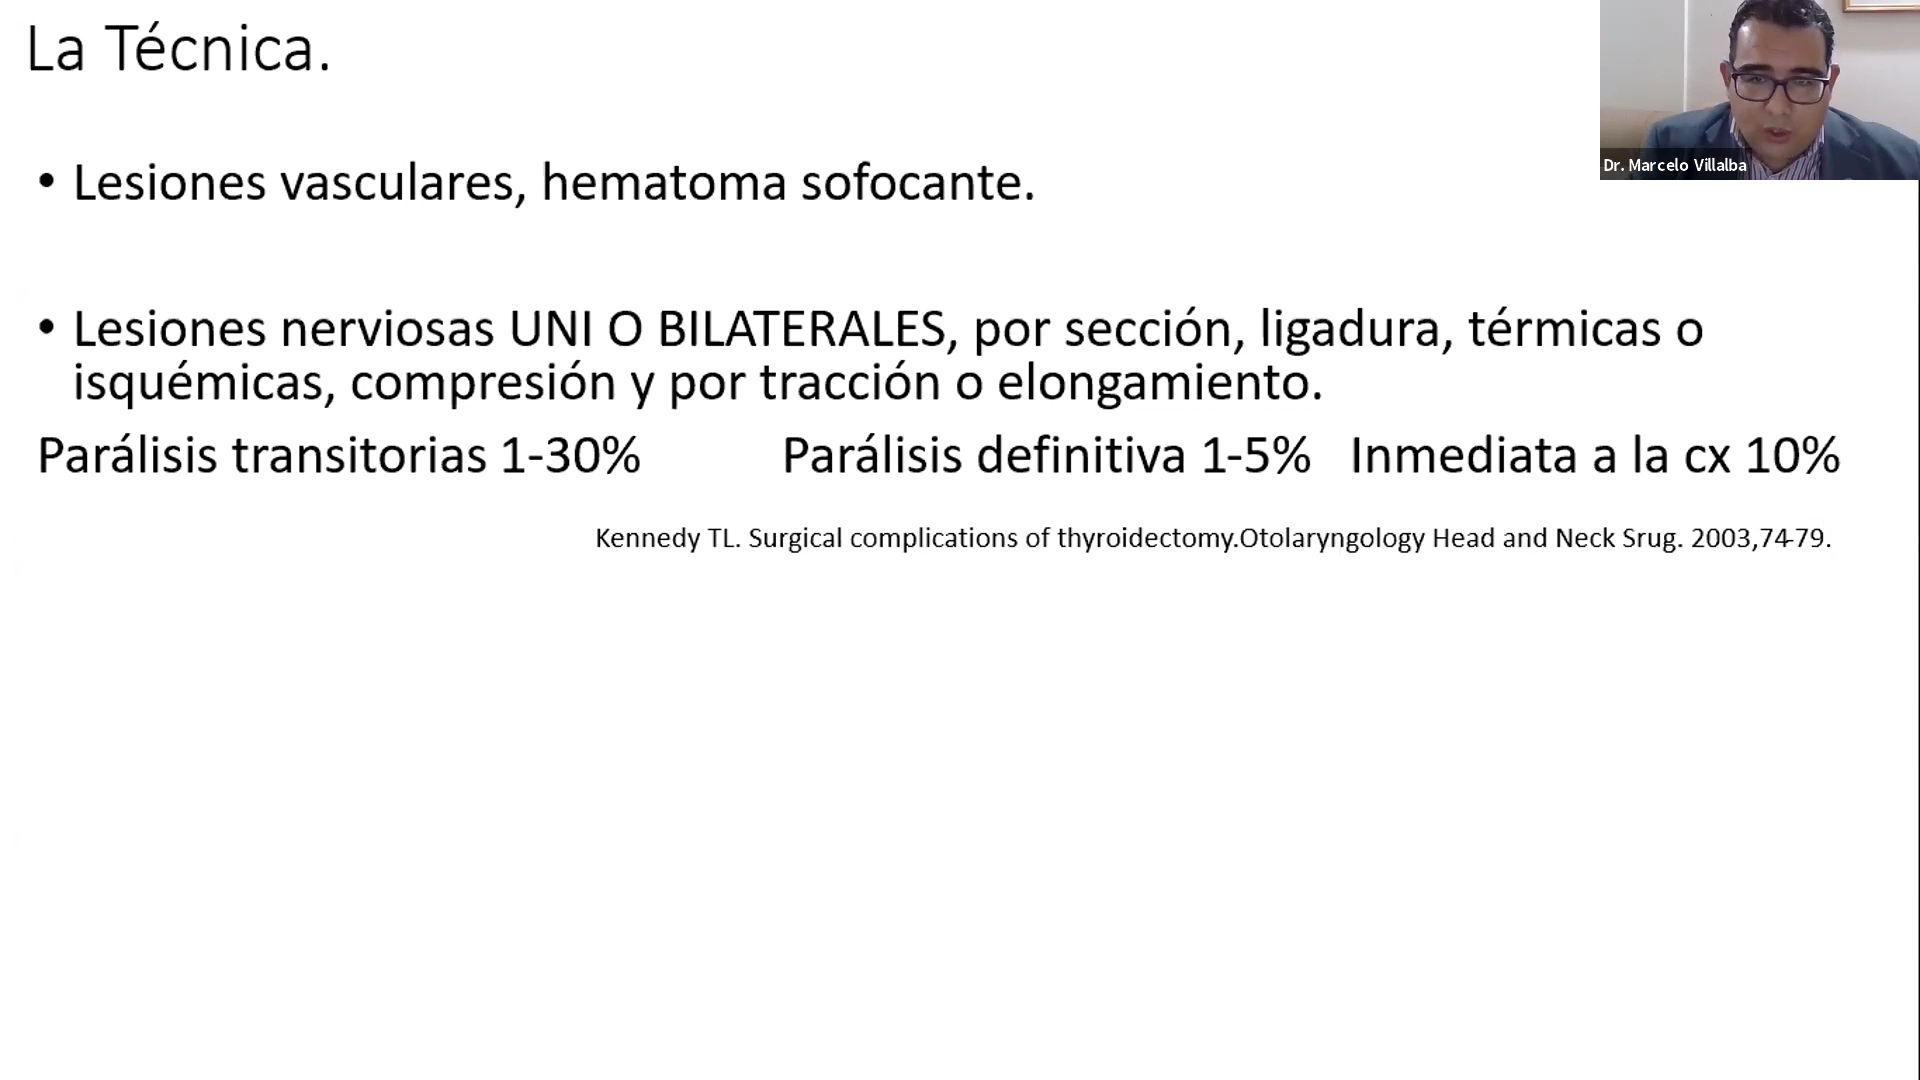 La Técnica.
Dr. Marcelo Villalba
• Lesiones vasculares, hematoma sofocante.
• Lesiones nerviosas UNI O BILATERALES, por sección, ligadura, térmicas o
isquémicas, compresión y por tracción o elongamiento.
Parálisis transitorias 1-30% Parálisis definitiva 1-5% Inmediata a la cx 10%
Kennedy TL. Surgical complications of thyroidectomy.Otolaryngology Head and Neck Srug. 2003,74-79.